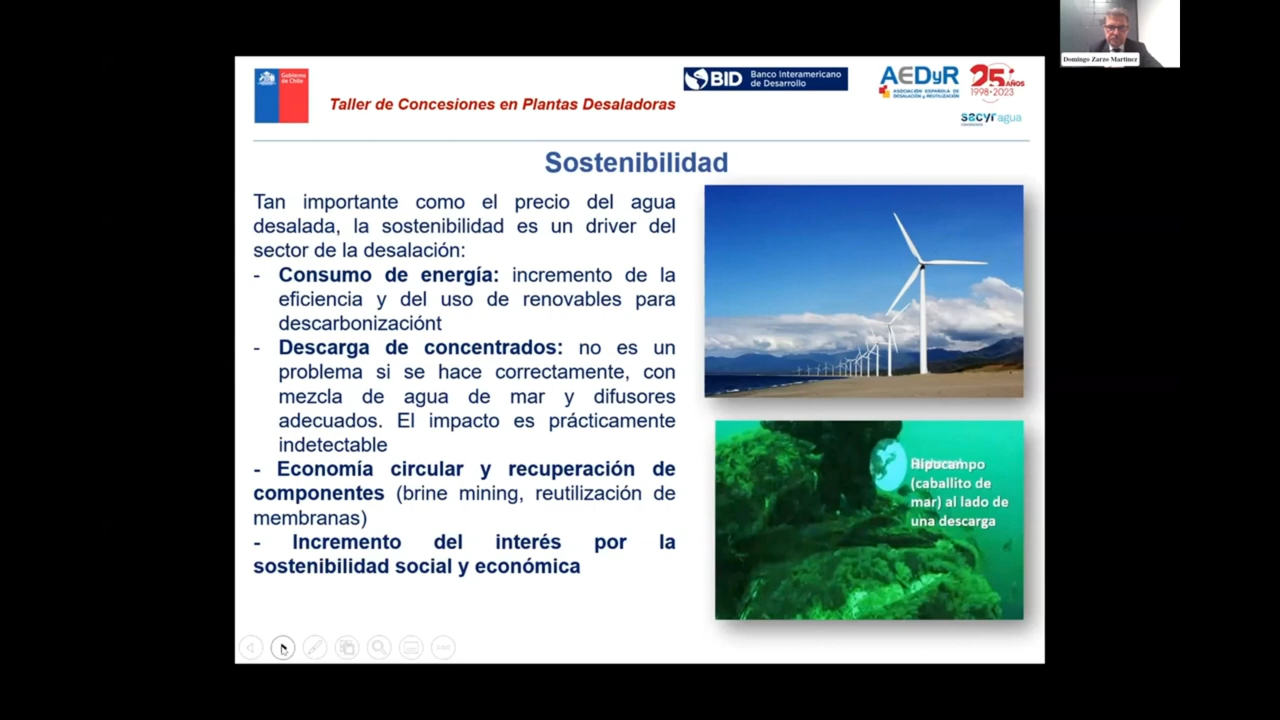 Domingo Zarzo Martínez
Gobierno
de Chile
BID
Banco Interamericano
de Desarrollo
AEDyR
ASOCIACIÓN ESPAÑOLA DE
DESALACIÓN Y REUTILIZACIÓN
25 AÑOS
1998·2023
sacyr agua
Taller de Concesiones en Plantas Desaladoras
Sostenibilidad
Tan importante como el precio del agua
desalada, la sostenibilidad es un driver del
sector de la desalación:
- Consumo de energía: incremento de la
eficiencia y del uso de renovables para
descarbonizaciónt
- Descarga de concentrados: no es un
problema si se hace correctamente, con
mezcla de agua de mar y difusores
adecuados. El impacto es prácticamente
indetectable
- Economía circular y recuperación de
componentes (brine mining, reutilización de
membranas)
- Incremento del interés por la
sostenibilidad social y económica
Hipocampo
(caballito de
mar) al lado de
una descarga